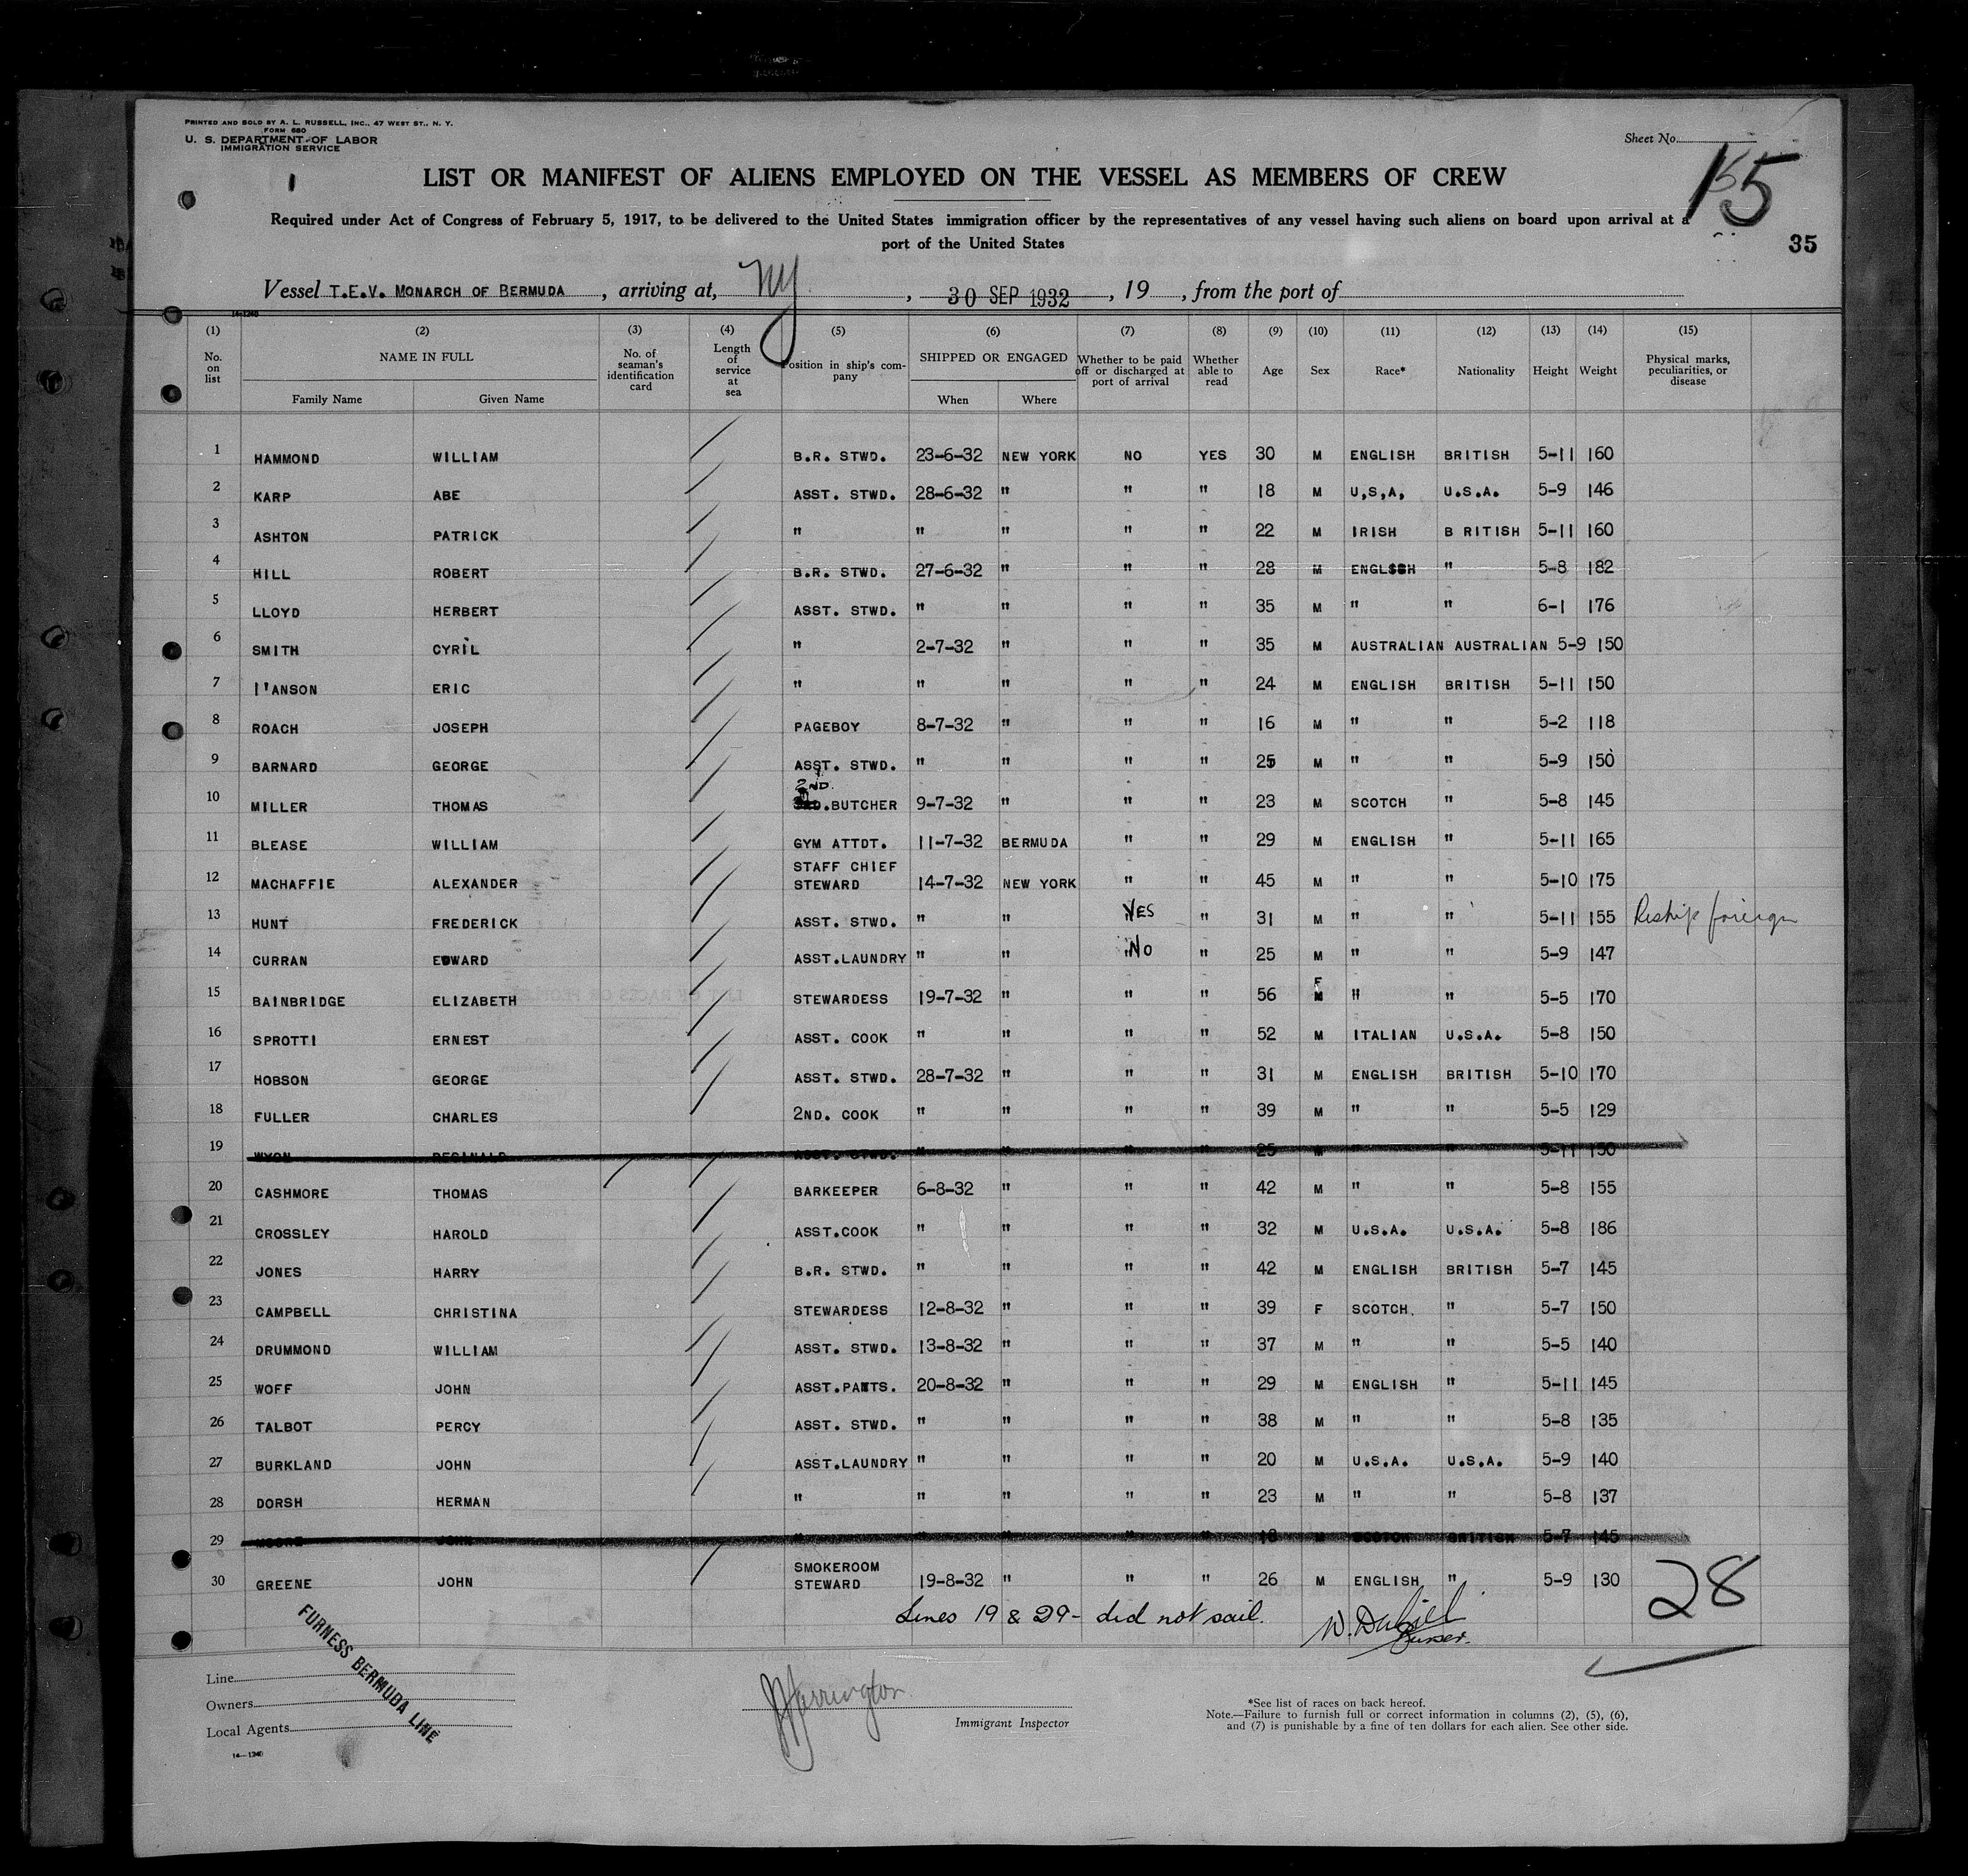 PRINTED AND SOLD BY A. L. RUSSELL, INC., 47 WEST ST., N. Y.
FORM 680
U. S. DEPARTMENT OF LABOR
IMMIGRATION SERVICE
Sheet No.
LIST OR MANIFEST OF ALIENS EMPLOYED ON THE VESSEL AS MEMBERS OF CREW
15
Required under Act of Congress of February 5, 1917, to be delivered to the United States immigration officer by the representatives of any vessel having such aliens on board upon arrival at a
port of the United States
35
Vessel T.E.V. MONARCH OF BERMUDA, arriving at, NY, 30 SEP 1932, 19, from the port of
14-1240
(1) (2) (3) (4) (5) (6) (7) (8) (9) (10) (11) (12) (13) (14) (15)
No. on list NAME IN FULL No. of seaman's identification card Length of service at sea Position in ship's company SHIPPED OR ENGAGED Whether to be paid off or discharged at port of arrival Whether able to read Age Sex Race* Nationality Height Weight Physical marks, peculiarities, or disease
Family Name Given Name When Where
1 HAMMOND WILLIAM B.R. STWD. 23-6-32 NEW YORK NO YES 30 M ENGLISH BRITISH 5-11 160
2 KARP ABE ASST. STWD. 28-6-32 " " " 18 M U,S,A, U.S.A. 5-9 146
3 ASHTON PATRICK " " " " " 22 M IRISH B RITISH 5-11 160
4 HILL ROBERT B.R. STWD. 27-6-32 " " " 28 M ENGLSSH " 5-8 182
5 LLOYD HERBERT ASST. STWD. " " " " 35 M " " 6-1 176
6 SMITH CYRIL " 2-7-32 " " " 35 M AUSTRALIAN AUSTRALIAN 5-9 150
7 I'ANSON ERIC " " " " " 24 M ENGLISH BRITISH 5-11 150
8 ROACH JOSEPH PAGEBOY 8-7-32 " " " 16 M " " 5-2 118
9 BARNARD GEORGE ASST. STWD. " " " " 25 M " " 5-9 150
2ND.
10 MILLER THOMAS BUTCHER 9-7-32 " " " 23 M SCOTCH " 5-8 145
11 BLEASE WILLIAM GYM ATTDT. 11-7-32 BERMUDA " " 29 M ENGLISH " 5-11 165
12 MACHAFFIE ALEXANDER STAFF CHIEF STEWARD 14-7-32 NEW YORK " " 45 M " " 5-10 175
13 HUNT FREDERICK ASST. STWD. " " YES " 31 M " " 5-11 155 Reship foreign
14 CURRAN EDWARD ASST.LAUNDRY " " No " 25 M " " 5-9 147
15 BAINBRIDGE ELIZABETH STEWARDESS 19-7-32 " " " 56 F M " " 5-5 170
16 SPROTTI ERNEST ASST. COOK " " " " 52 M ITALIAN U.S.A. 5-8 150
17 HOBSON GEORGE ASST. STWD. 28-7-32 " " " 31 M ENGLISH BRITISH 5-10 170
18 FULLER CHARLES 2ND. COOK " " " " 39 M " " 5-5 129
19 WYON REGINALD ASST. STWD. " " " " 25 M " " 5-11 150
20 CASHMORE THOMAS BARKEEPER 6-8-32 " " " 42 M " " 5-8 155
21 CROSSLEY HAROLD ASST.COOK " " " " 32 M U.S.A. U.S.A. 5-8 186
22 JONES HARRY B.R. STWD. " " " " 42 M ENGLISH BRITISH 5-7 145
23 CAMPBELL CHRISTINA STEWARDESS 12-8-32 " " " 39 F SCOTCH. " 5-7 150
24 DRUMMOND WILLIAM ASST. STWD. 13-8-32 " " " 37 M " " 5-5 140
25 WOFF JOHN ASST.PANTS. 20-8-32 " " " 29 M ENGLISH " 5-11 145
26 TALBOT PERCY ASST. STWD. " " " " 38 M " " 5-8 135
27 BURKLAND JOHN ASST.LAUNDRY " " " " 20 M U.S.A. U.S.A. 5-9 140
28 DORSH HERMAN " " " " " 23 M " " 5-8 137
29 MOORE JOHN " " " " " 18 M SCOTCH BRITISH 5-7 145
30 GREENE JOHN SMOKEROOM STEWARD 19-8-32 " " " 26 M ENGLISH " 5-9 130
28
Lines 19 & 29 - did not sail.
Purser.
FURNESS BERMUDA LINE
Line
Owners
Local Agents
14-1240
Immigrant Inspector
*See list of races on back hereof.
Note.—Failure to furnish full or correct information in columns (2), (5), (6),
and (7) is punishable by a fine of ten dollars for each alien. See other side.